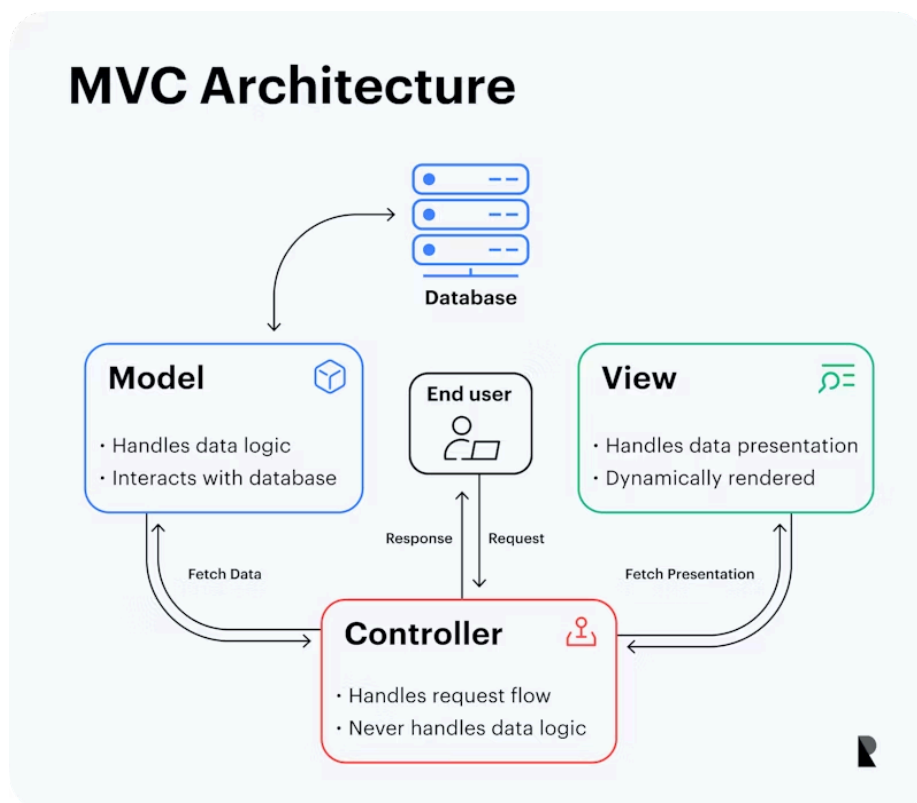 MVC Architecture
Database
Model
· Handles data logic
· Interacts with database
End user
View
· Handles data presentation
· Dynamically rendered
Response
Request
Fetch Data
Fetch Presentation
Controller
· Handles request flow
· Never handles data logic